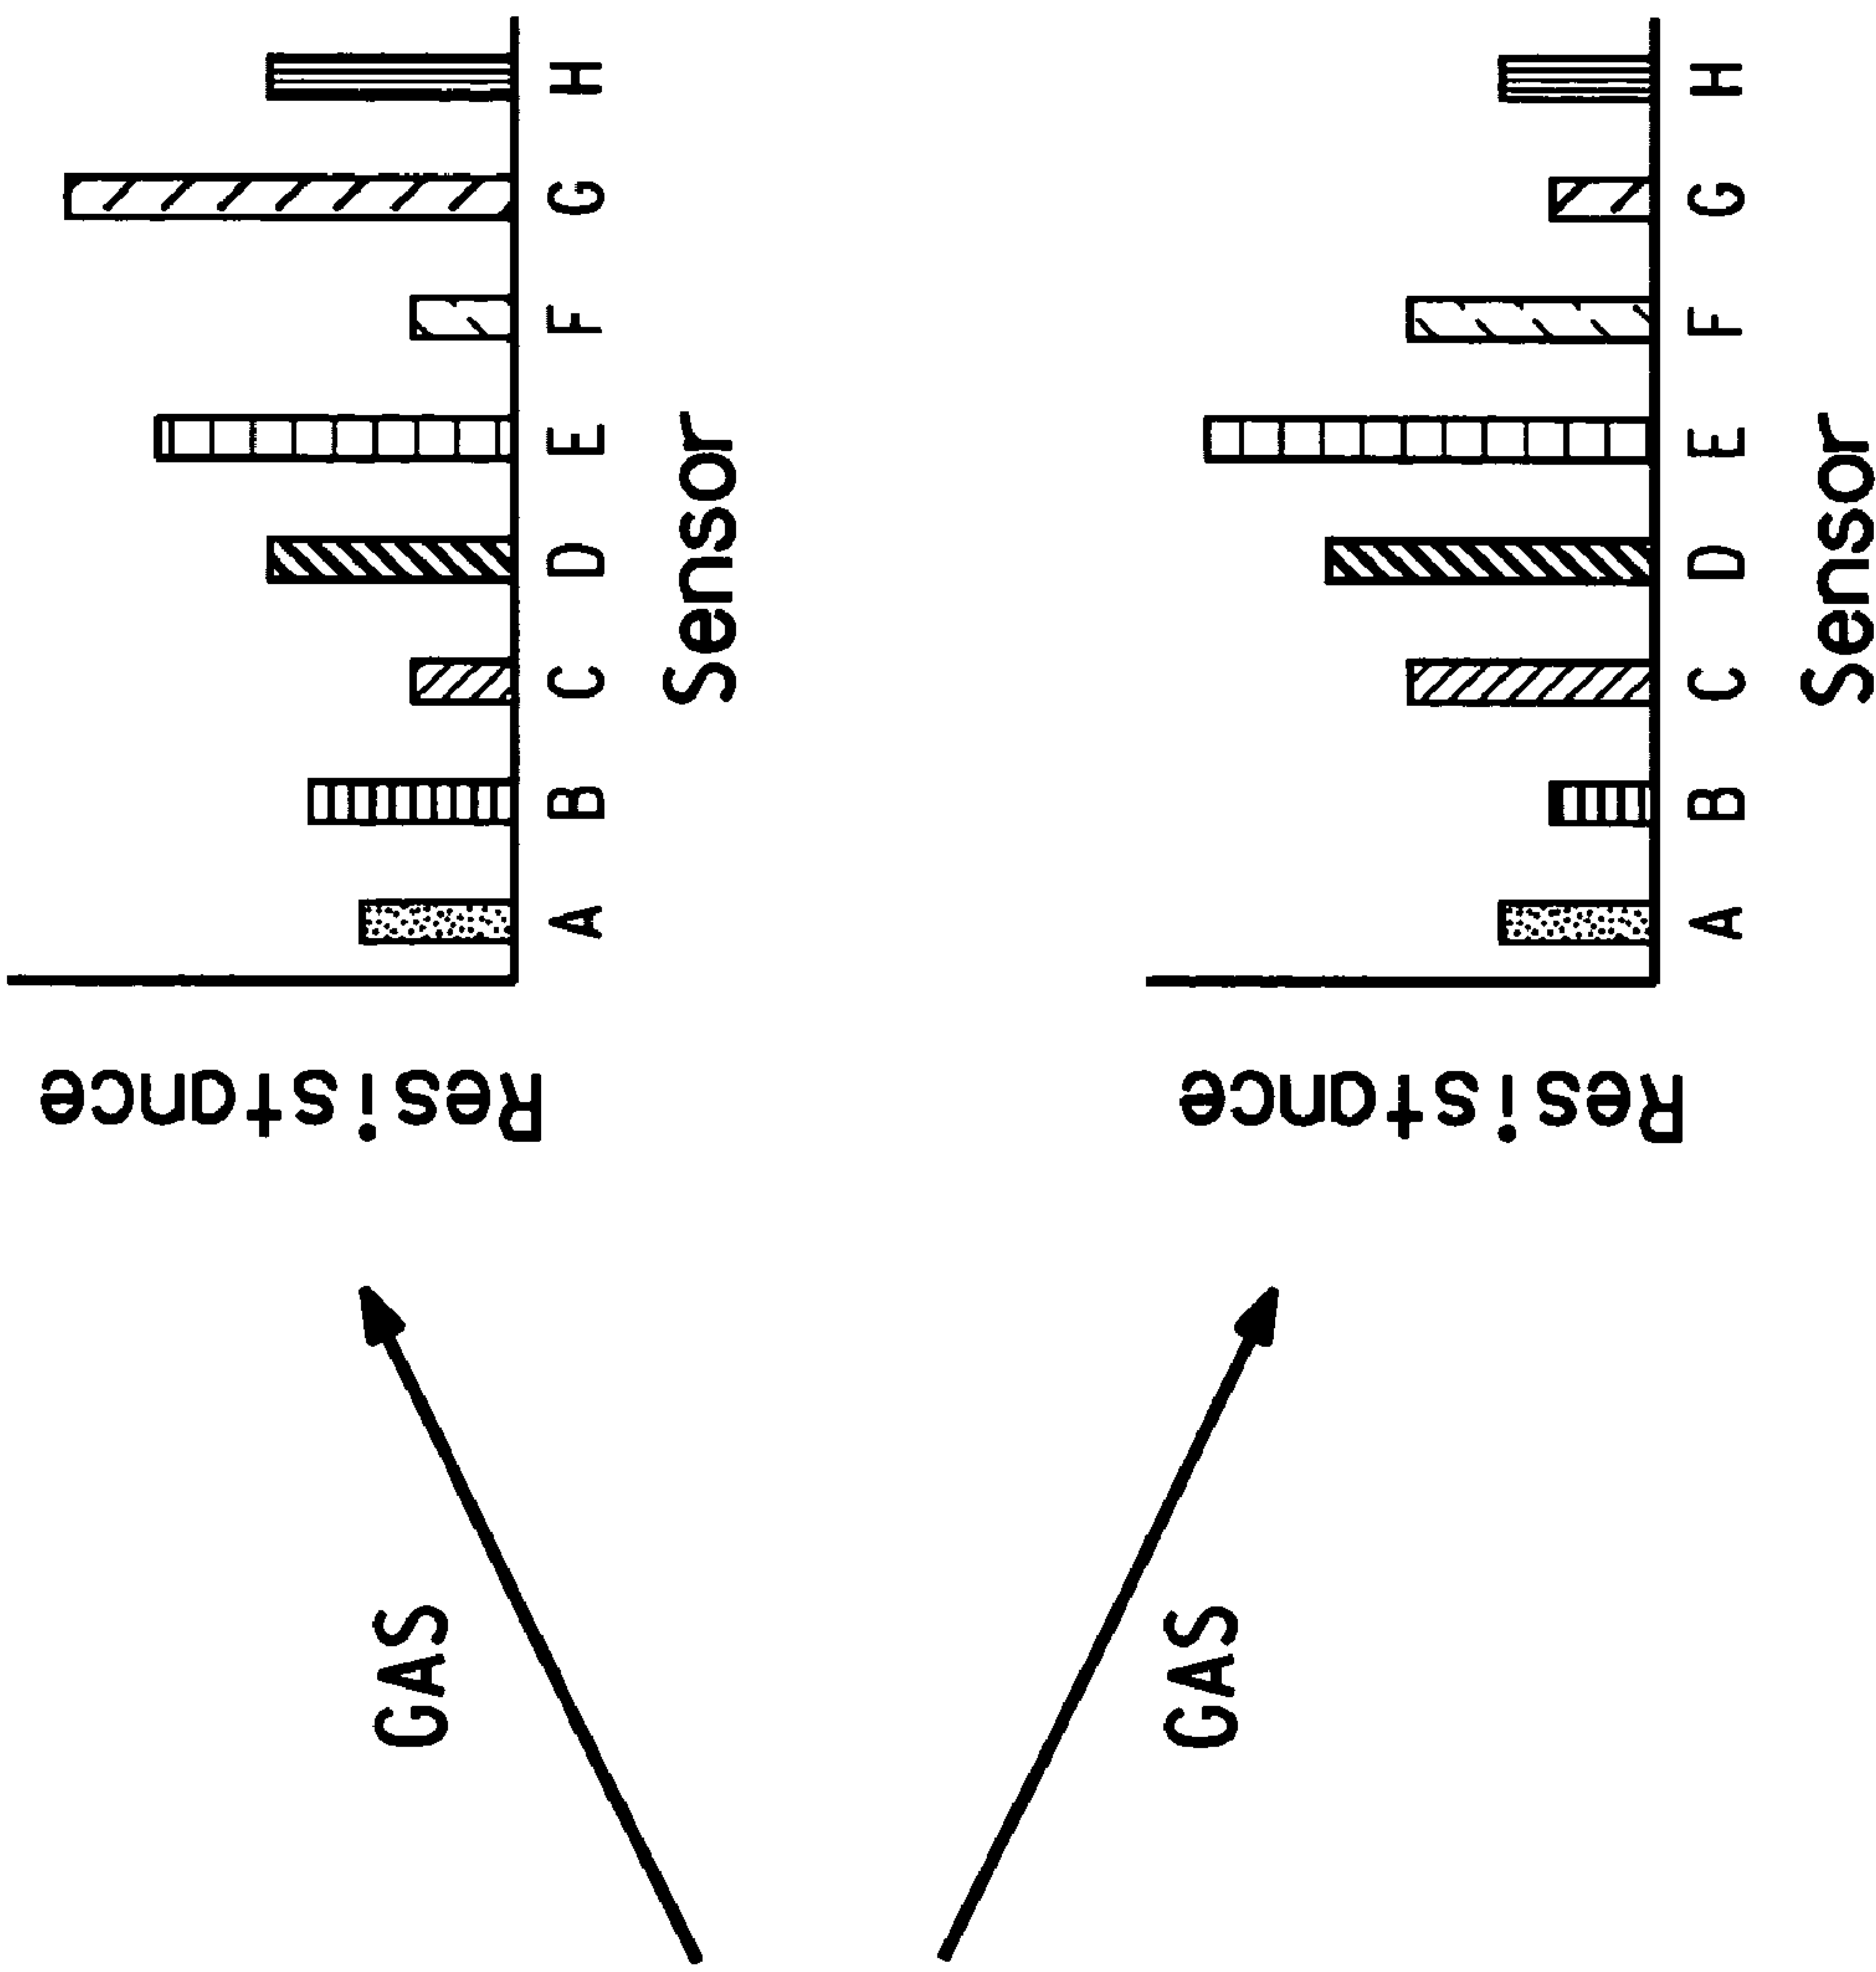 GAS
Resistance
A B C D E F G H
Sensor
GAS
Resistance
A B C D E F G H
Sensor